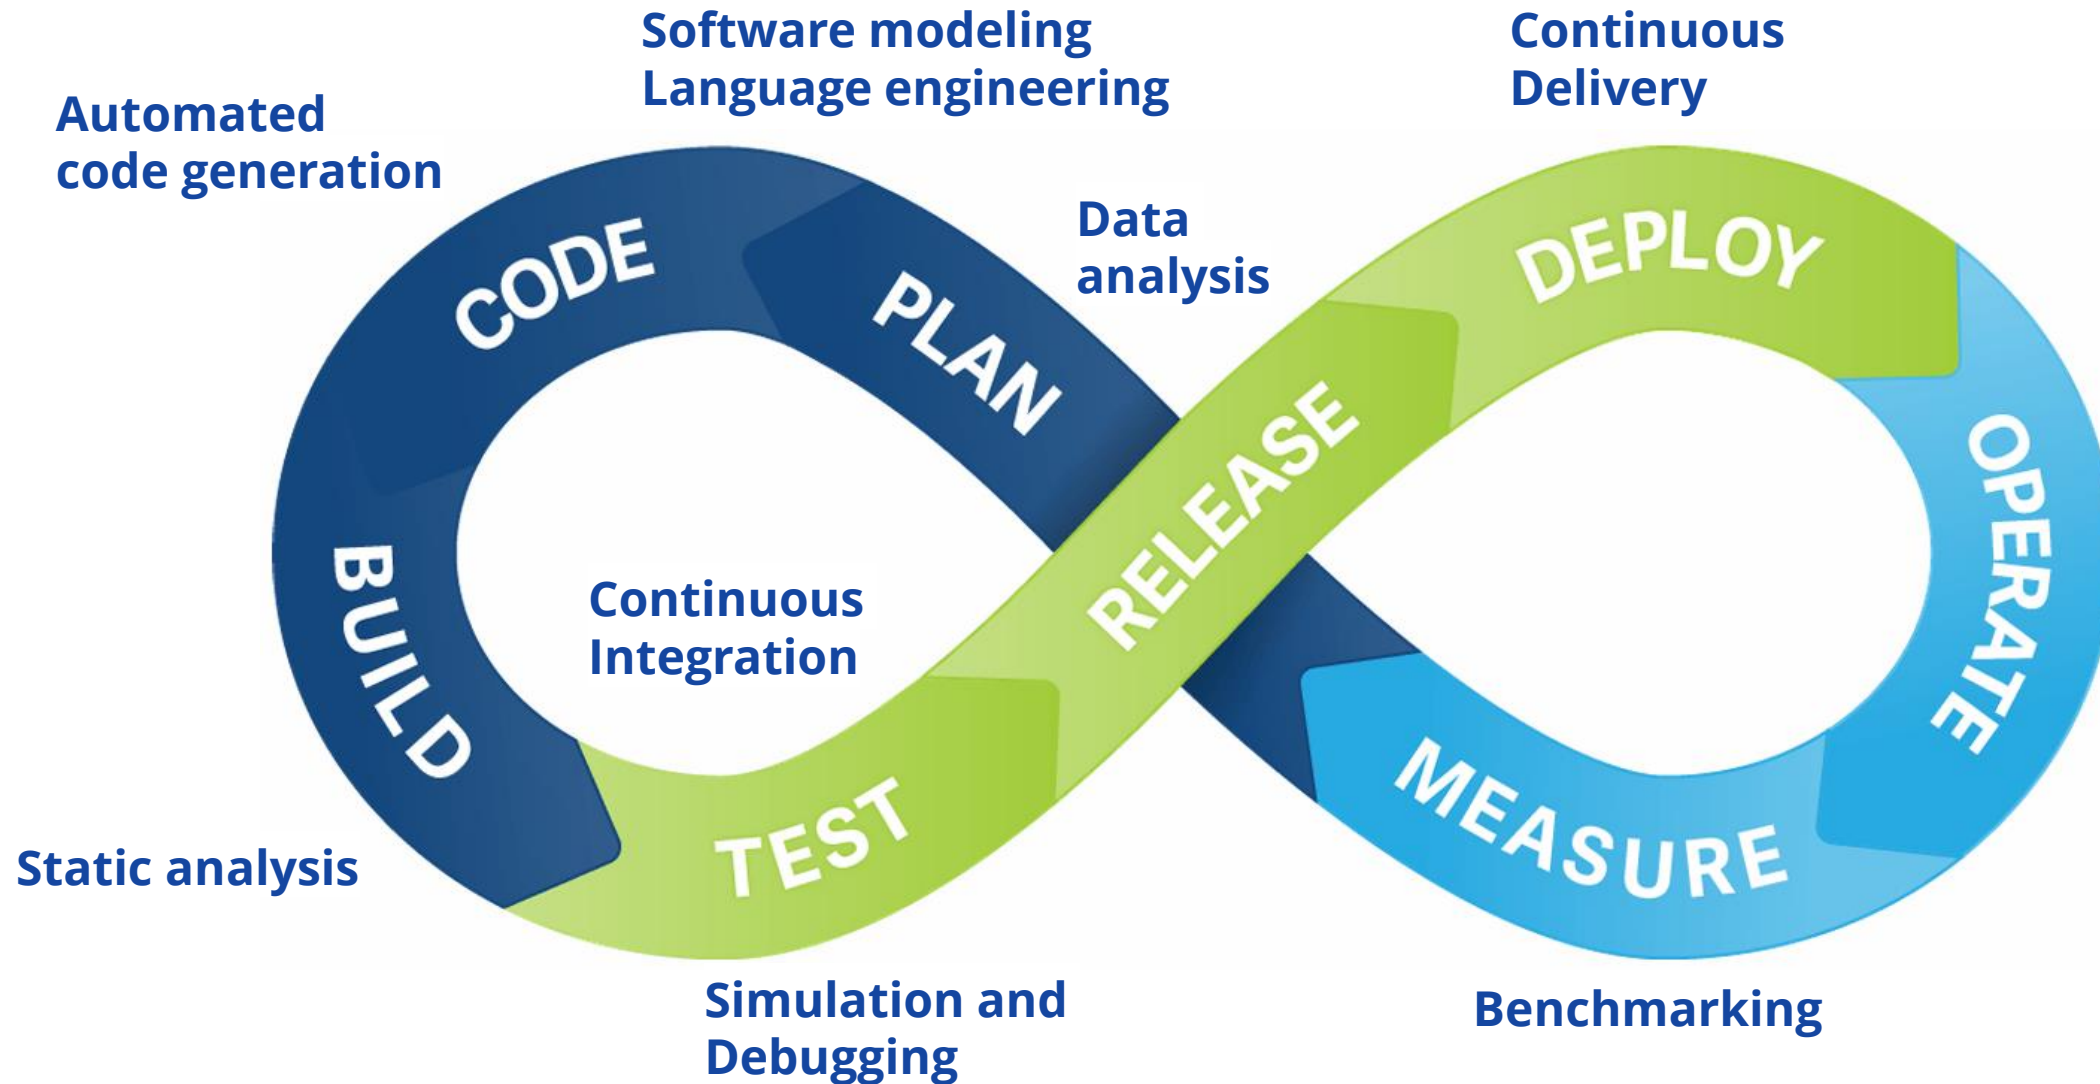 Software modeling
Language engineering
Continuous
Delivery
Automated
code generation
Data
analysis
CODE
PLAN
DEPLOY
RELEASE
OPERATE
BUILD
Continuous
Integration
TEST
MEASURE
Static analysis
Simulation and
Debugging
Benchmarking